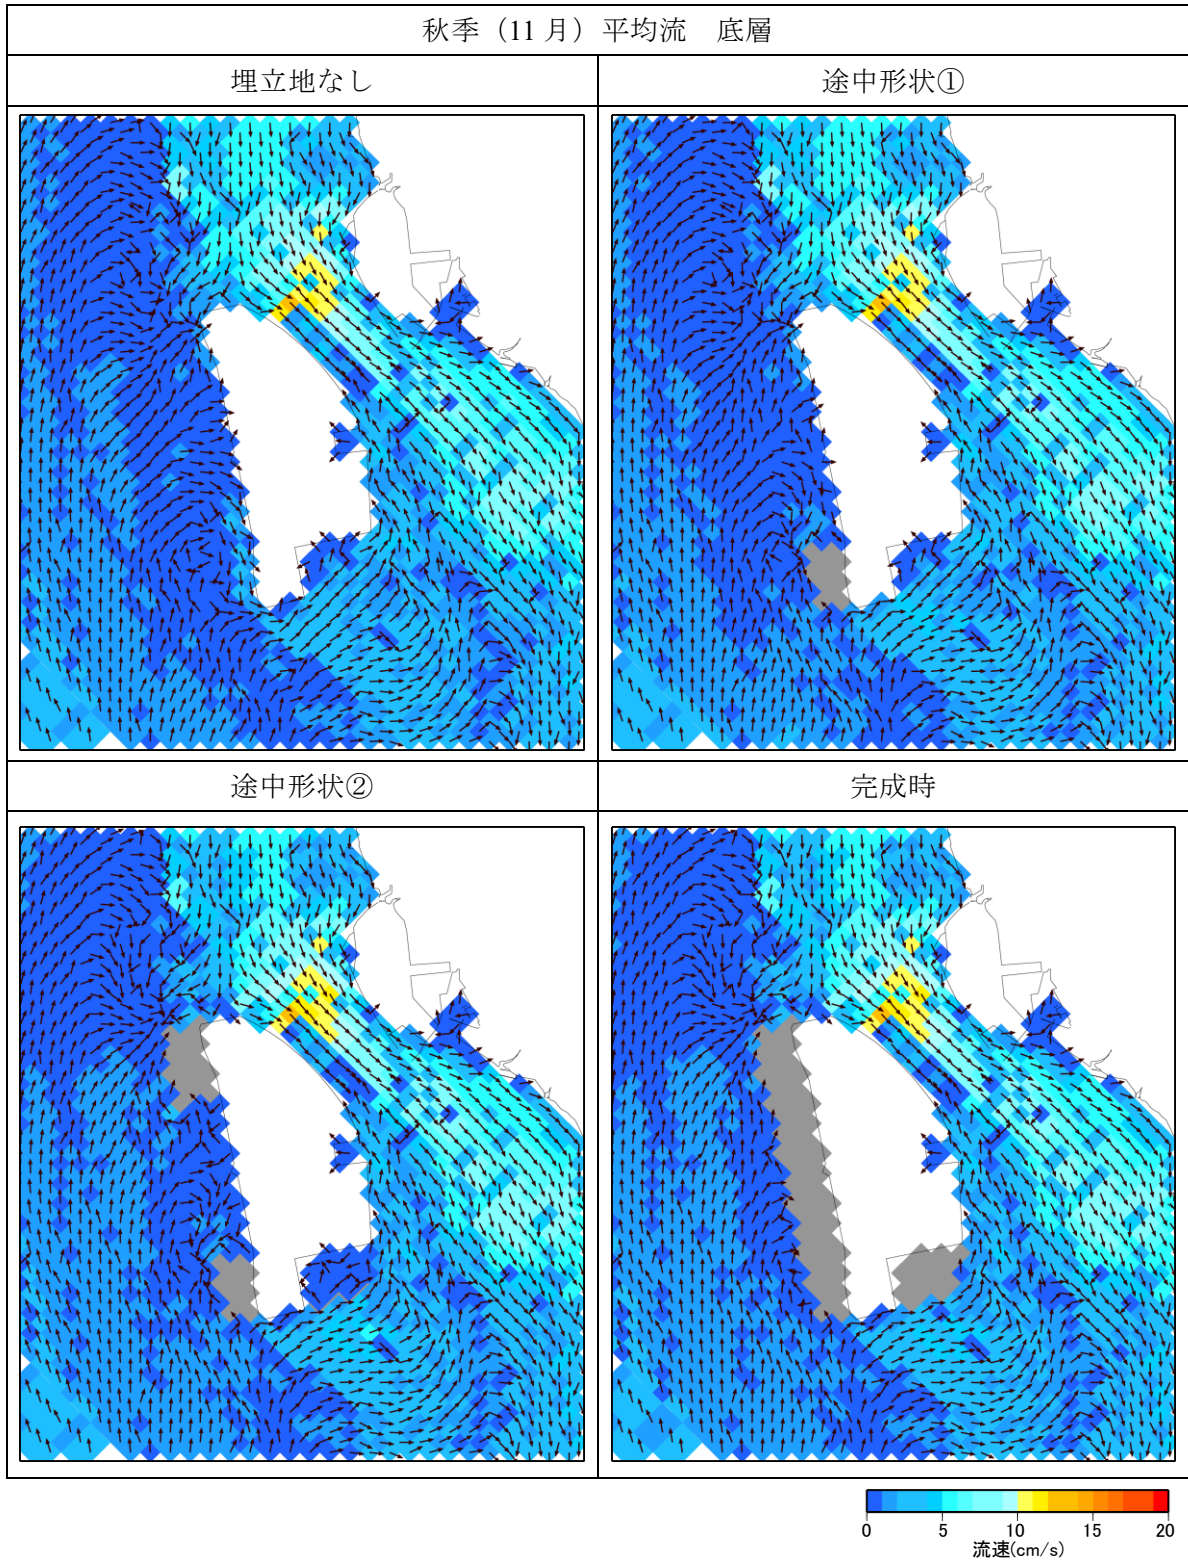 秋季（11月）平均流　底層
埋立地なし
途中形状①
途中形状②
完成時
0 5 10 15 20
流速(cm/s)